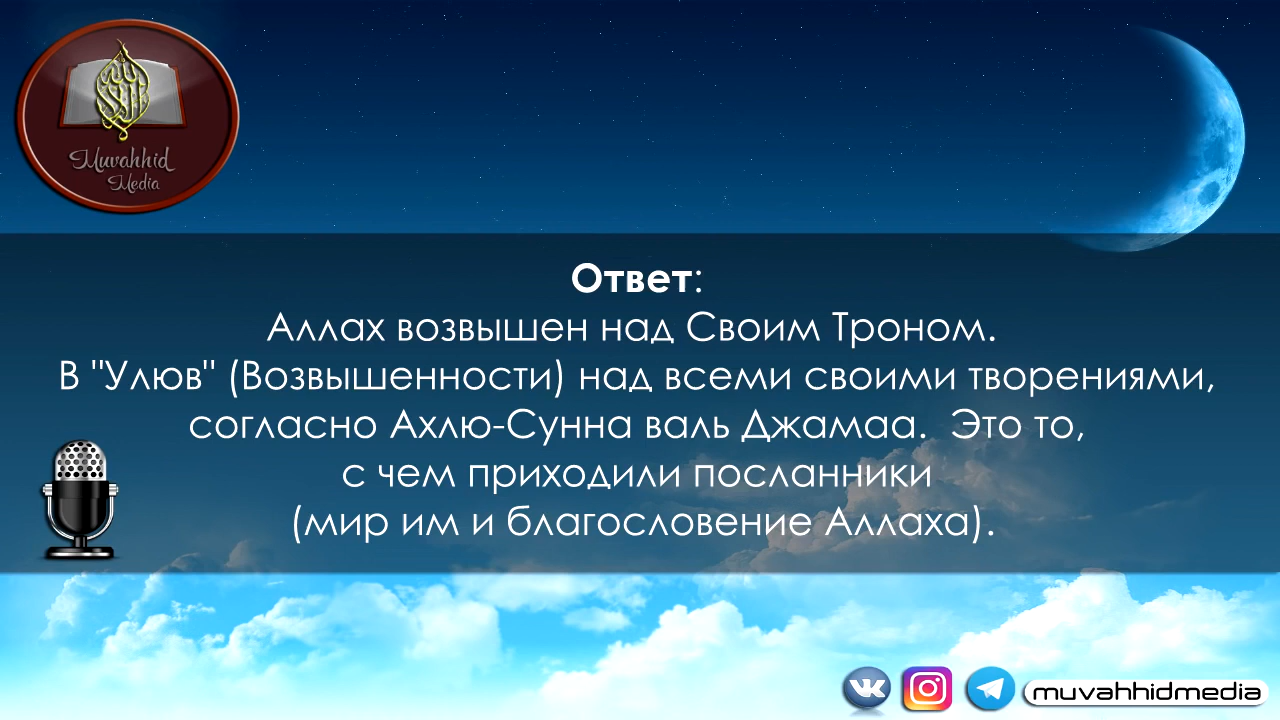 Muvahhid
Media
Ответ:
Аллах возвышен над Своим Троном.
В "Улюв" (Возвышенности) над всеми своими творениями,
согласно Ахлю-Сунна валь Джамаа. Это то,
с чем приходили посланники
(мир им и благословение Аллаха).
muvahhidmedia